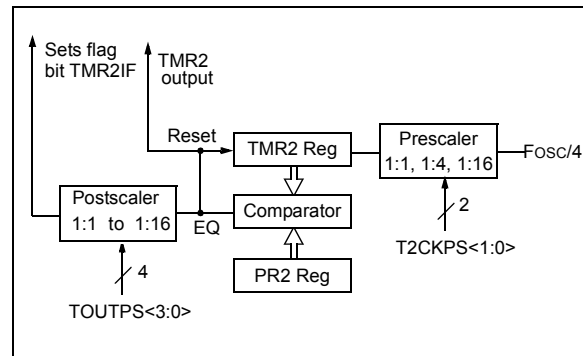 Sets flag
bit TMR2IF
TMR2
output
Reset
TMR2 Reg
Prescaler
1:1, 1:4, 1:16
FOSC/4
2
T2CKPS<1:0>
Postscaler
1:1 to 1:16
EQ
Comparator
4
TOUTPS<3:0>
PR2 Reg